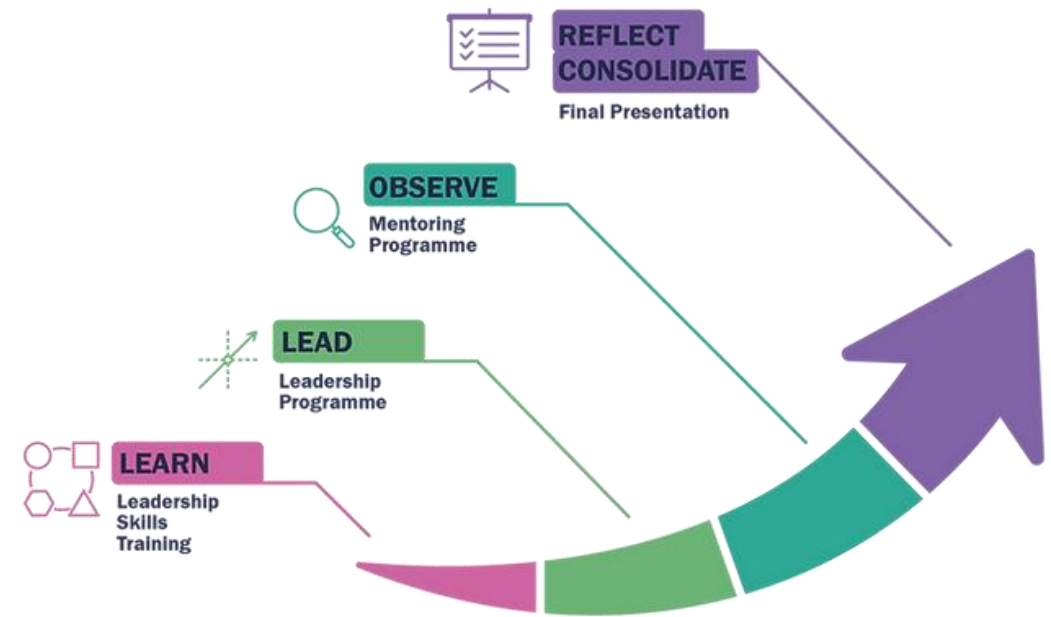 REFLECT
CONSOLIDATE
Final Presentation
OBSERVE
Mentoring
Programme
LEAD
Leadership
Programme
LEARN
Leadership
Skills
Training